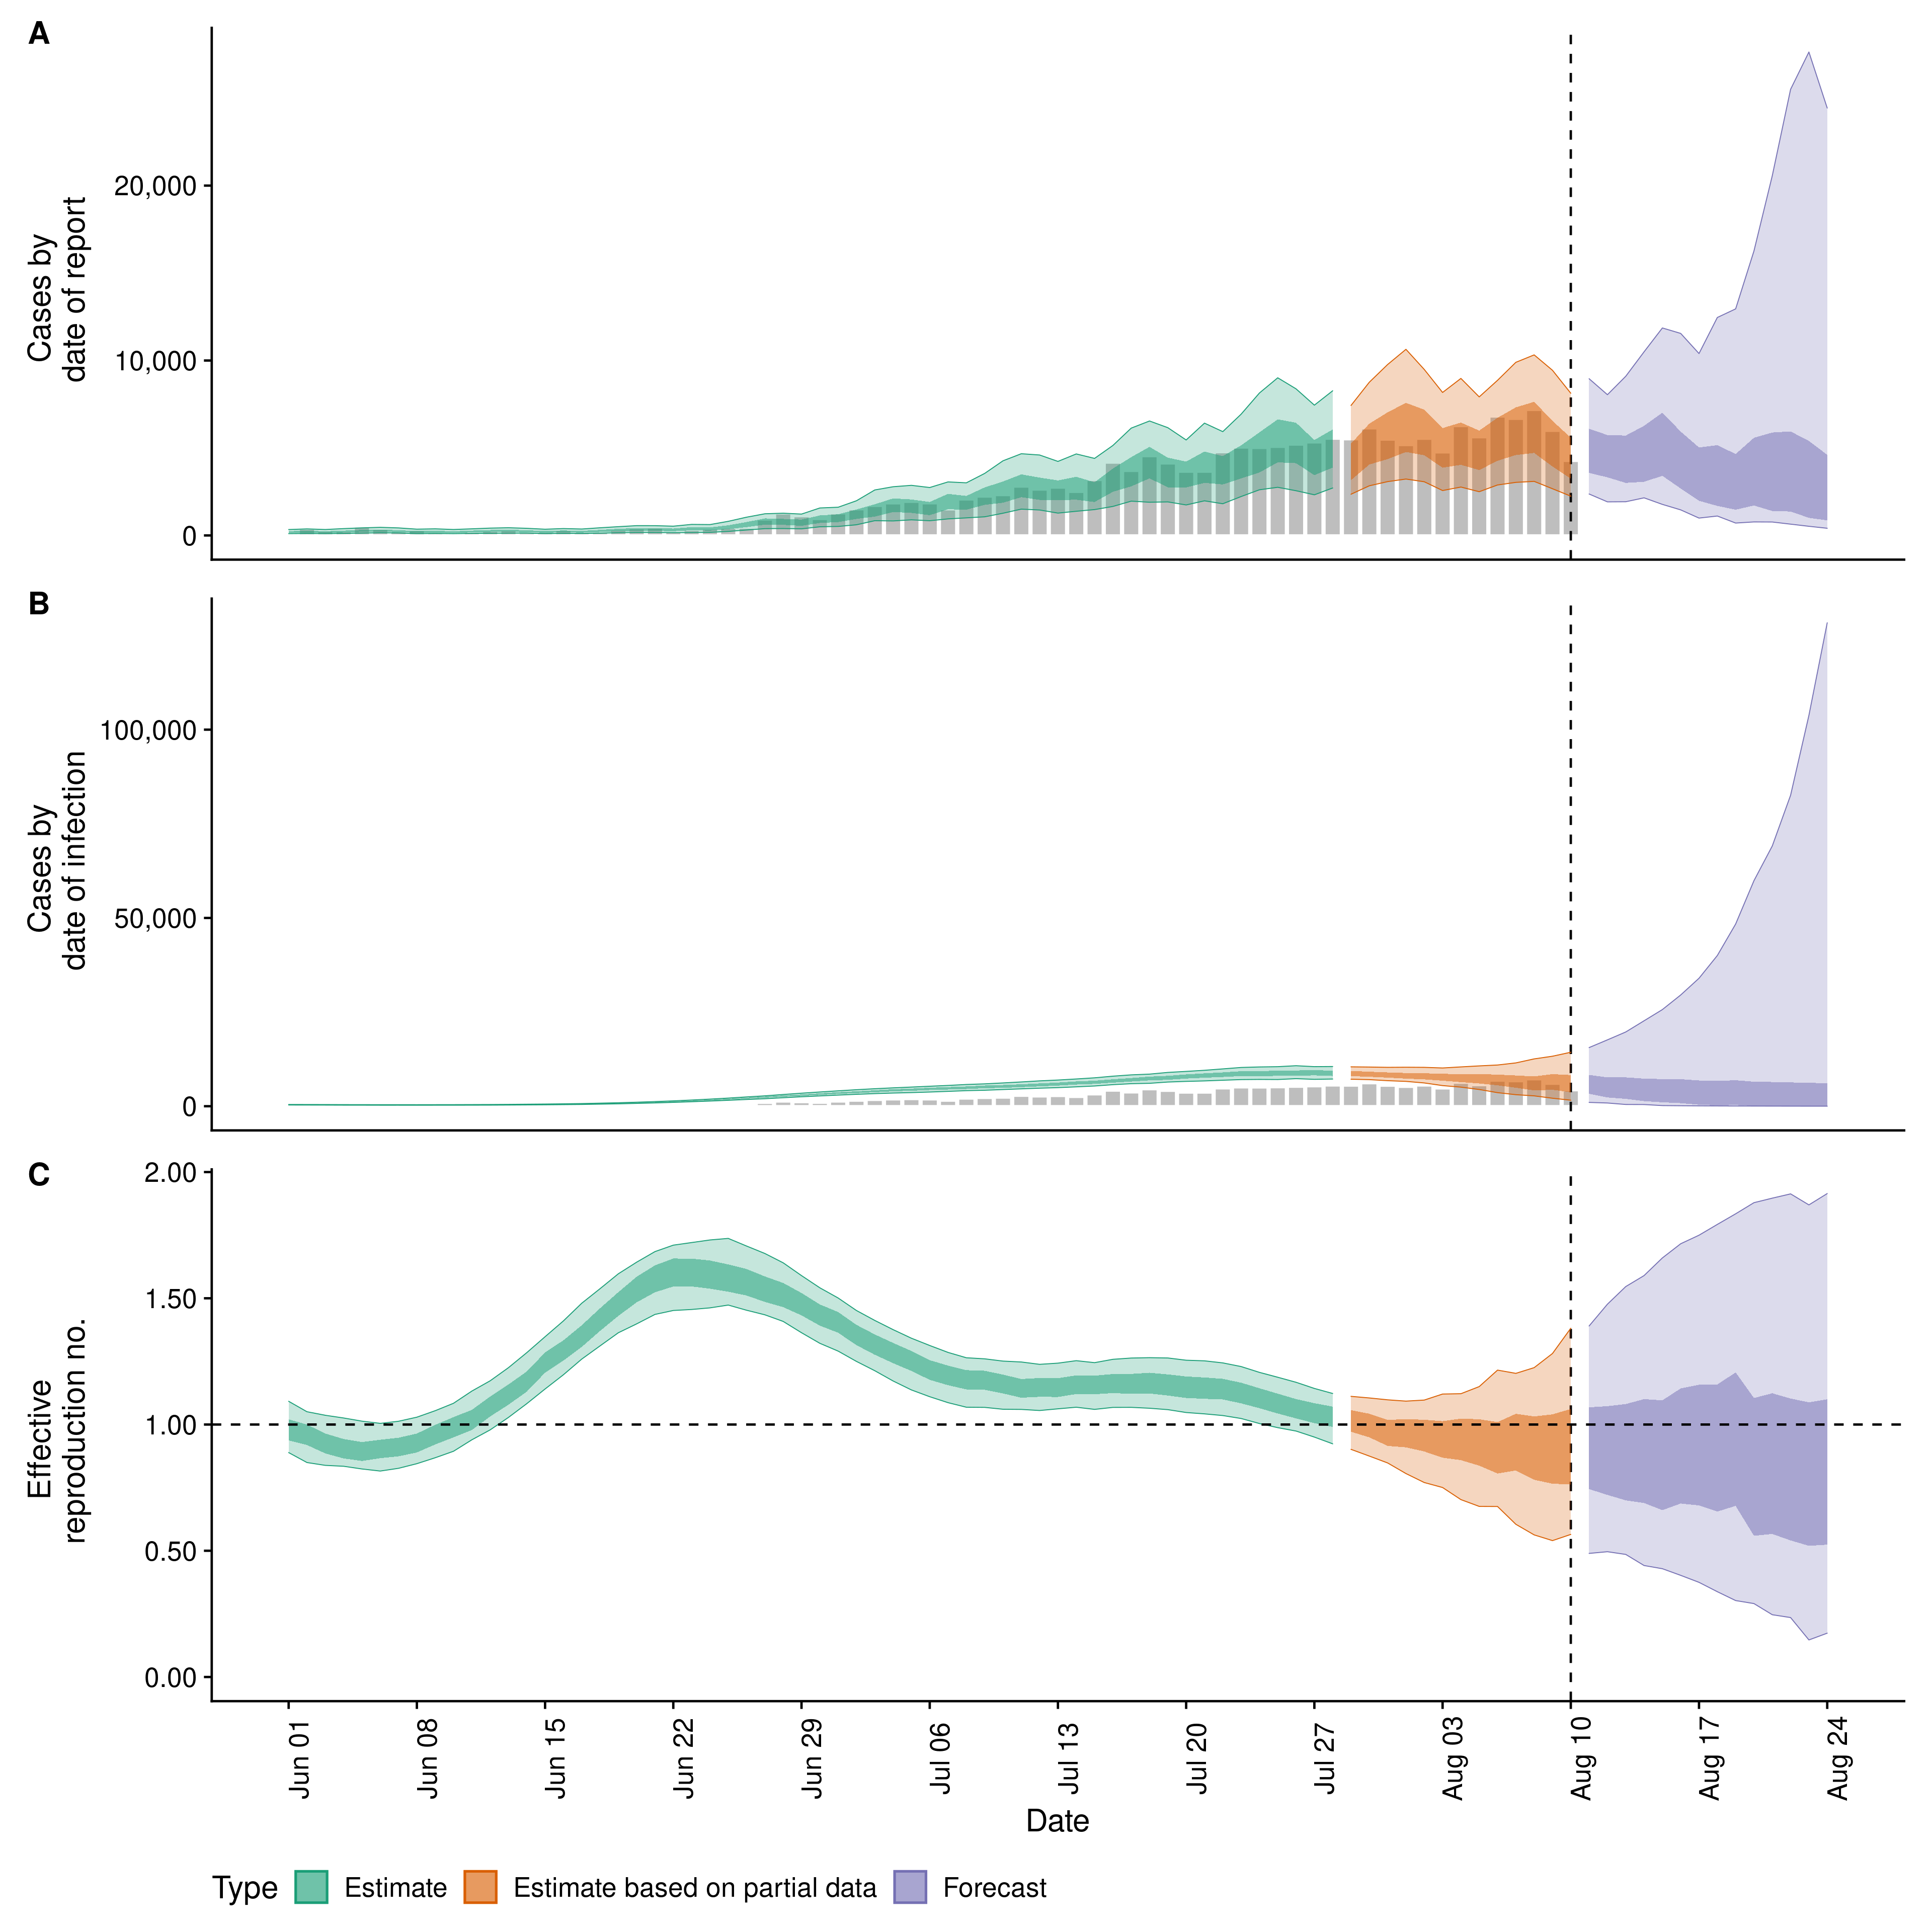 A
Cases by
date of report
20,000
10,000
0
B
Cases by
date of infection
100,000
50,000
0
C
Effective
reproduction no.
2.00
1.50
1.00
0.50
0.00
Jun 01
Jun 08
Jun 15
Jun 22
Jun 29
Jul 06
Jul 13
Jul 20
Jul 27
Aug 03
Aug 10
Aug 17
Aug 24
Date
Type Estimate Estimate based on partial data Forecast